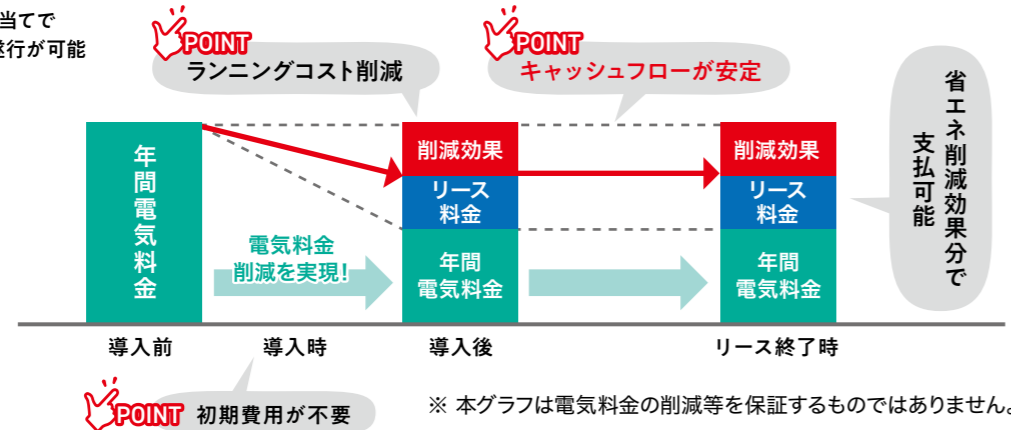 当てで
遂行が可能
POINT
ランニングコスト削減
POINT
キャッシュフローが安定
省エネ削減効果分で
支払可能
年間電気料金
電気料金
削減を実現!
削減効果
リース
料金
年間
電気料金
削減効果
リース
料金
年間
電気料金
導入前
導入時
導入後
リース終了時
POINT 初期費用が不要
※ 本グラフは電気料金の削減等を保証するものではありません。